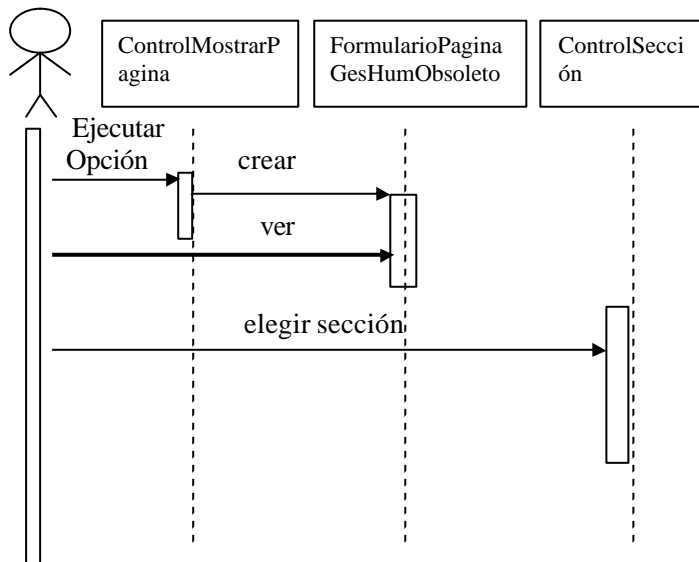 ControlMostrarP
agina
FormularioPagina
GesHumObsoleto
ControlSecci
ón
Ejecutar
Opción
crear
ver
elegir sección